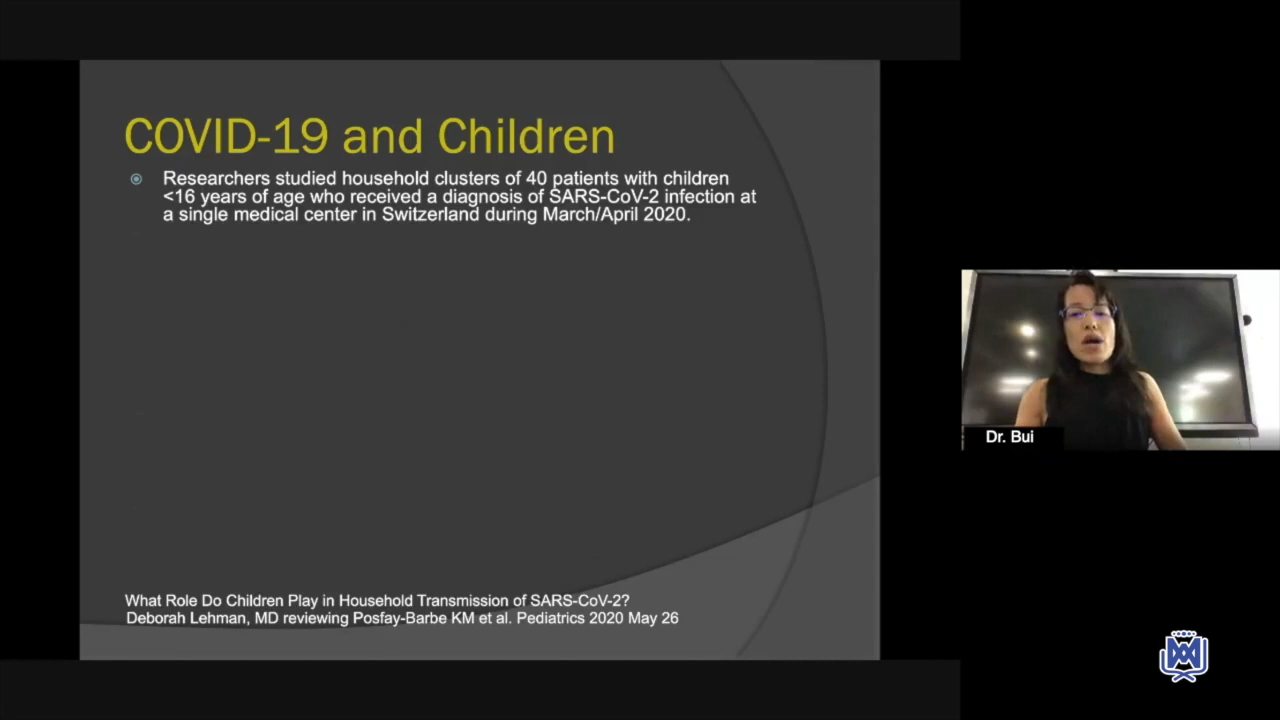 COVID-19 and Children
Researchers studied household clusters of 40 patients with children
<16 years of age who received a diagnosis of SARS-CoV-2 infection at
a single medical center in Switzerland during March/April 2020.
Dr. Bui
What Role Do Children Play in Household Transmission of SARS-CoV-2?
Deborah Lehman, MD reviewing Posfay-Barbe KM et al. Pediatrics 2020 May 26